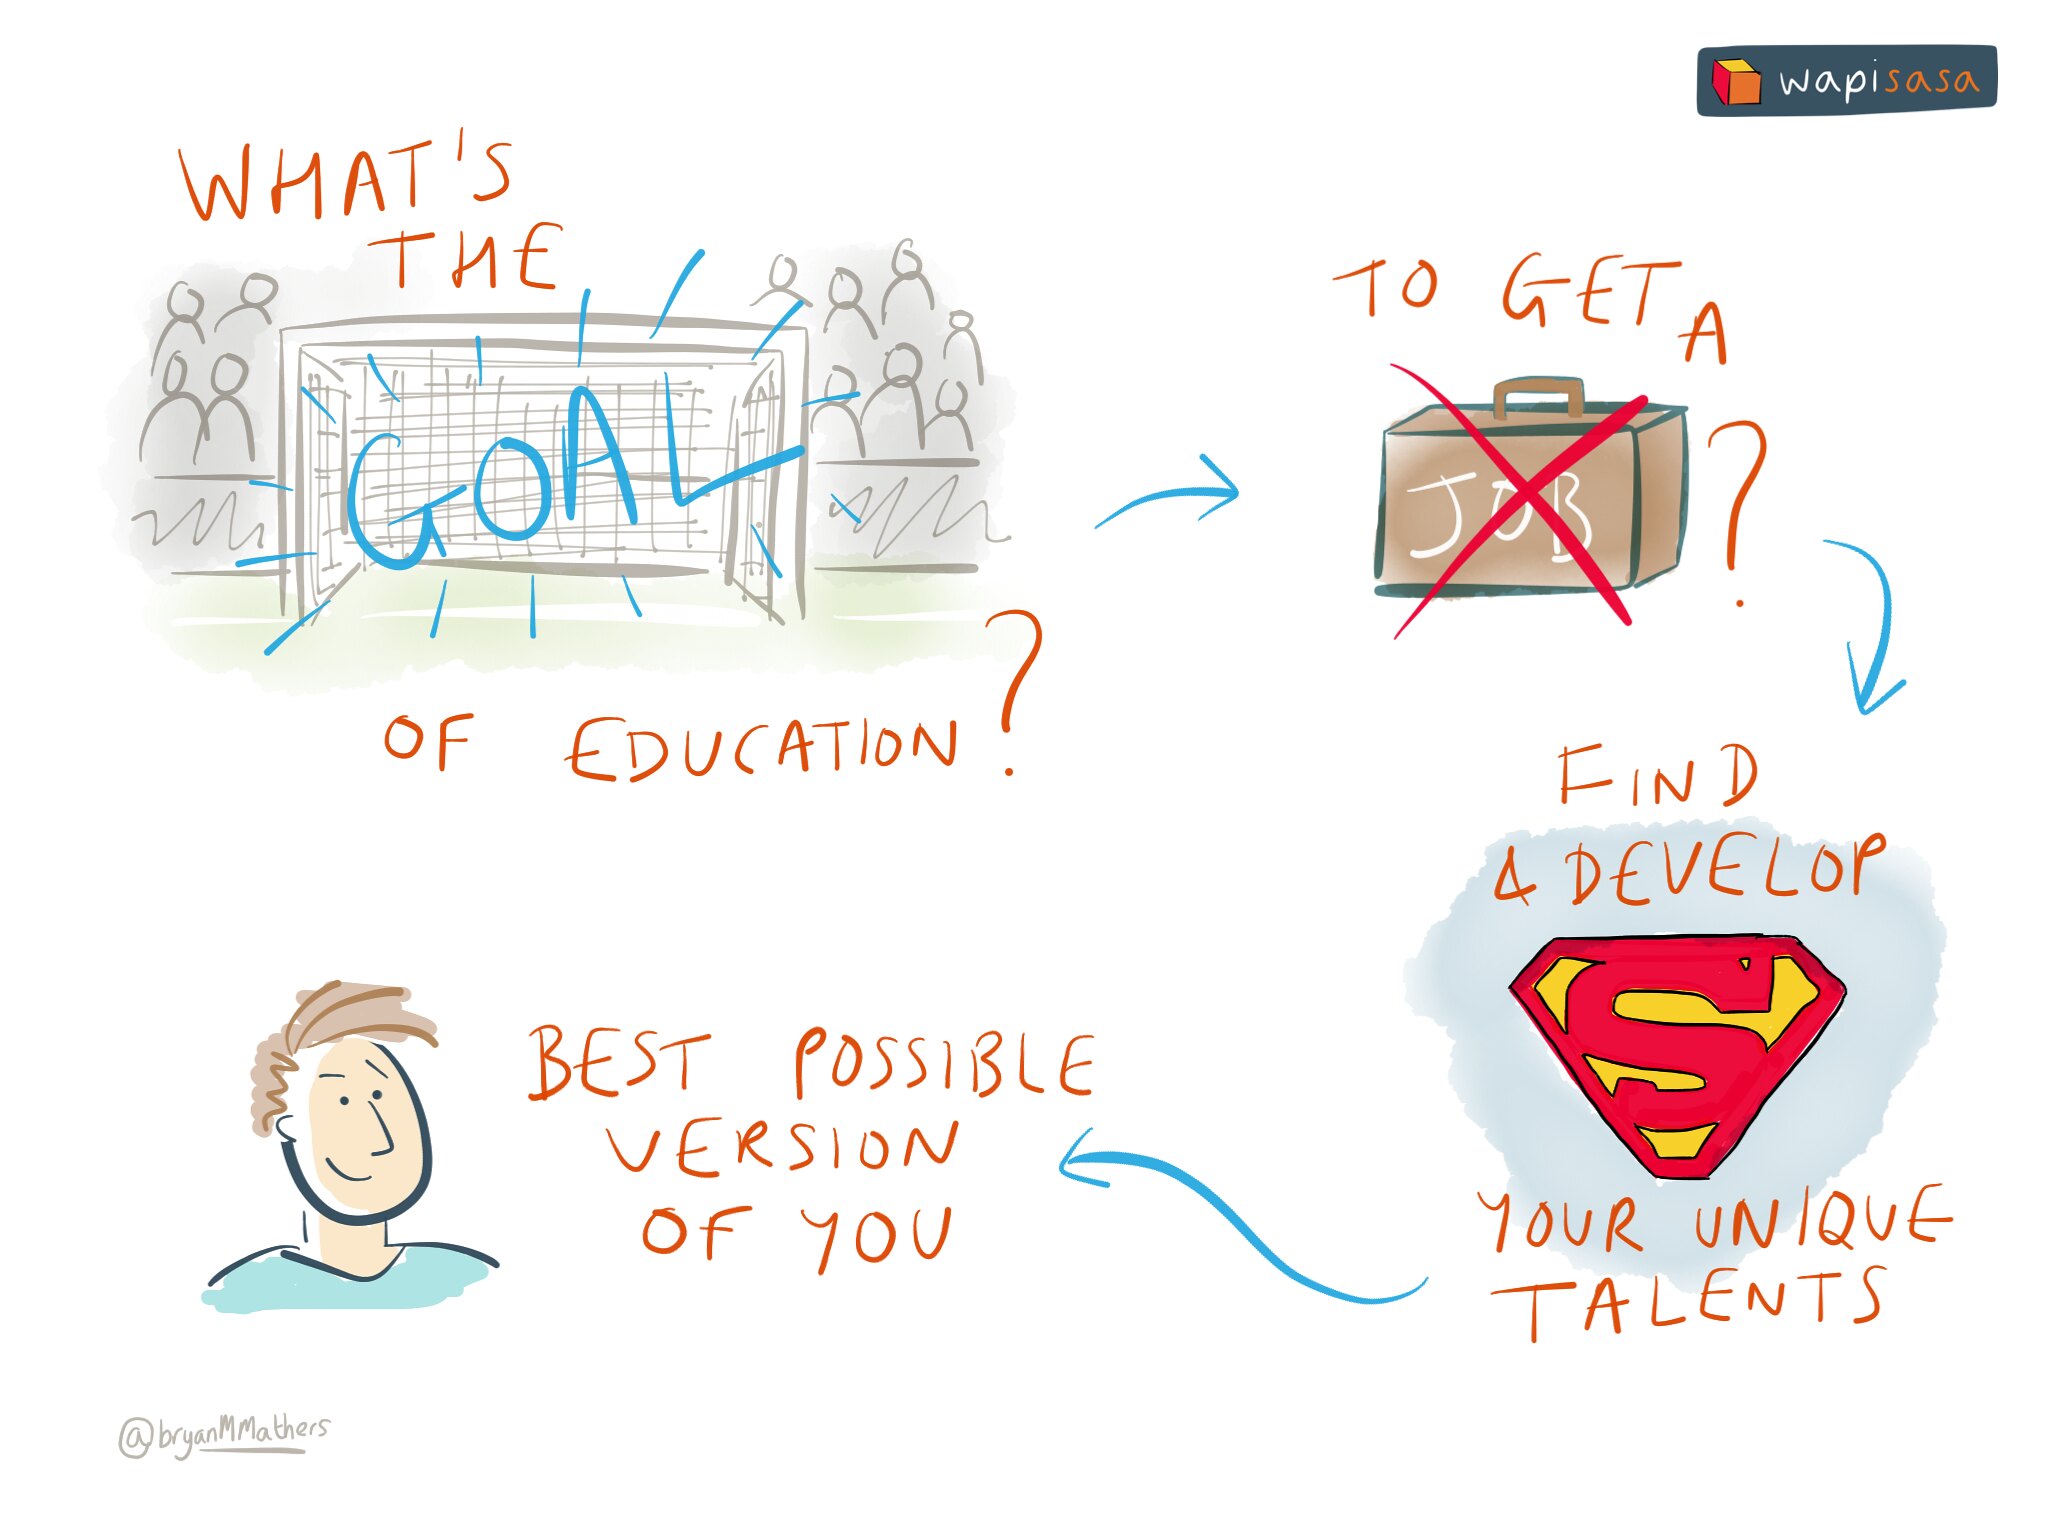 wapisasa
WHAT'S
THE
GOAL
OF EDUCATION?
TO GET A
JOB ?
FIND
& DEVELOP
S
YOUR UNIQUE
TALENTS
BEST POSSIBLE
VERSION
OF YOU
@bryanMMathers